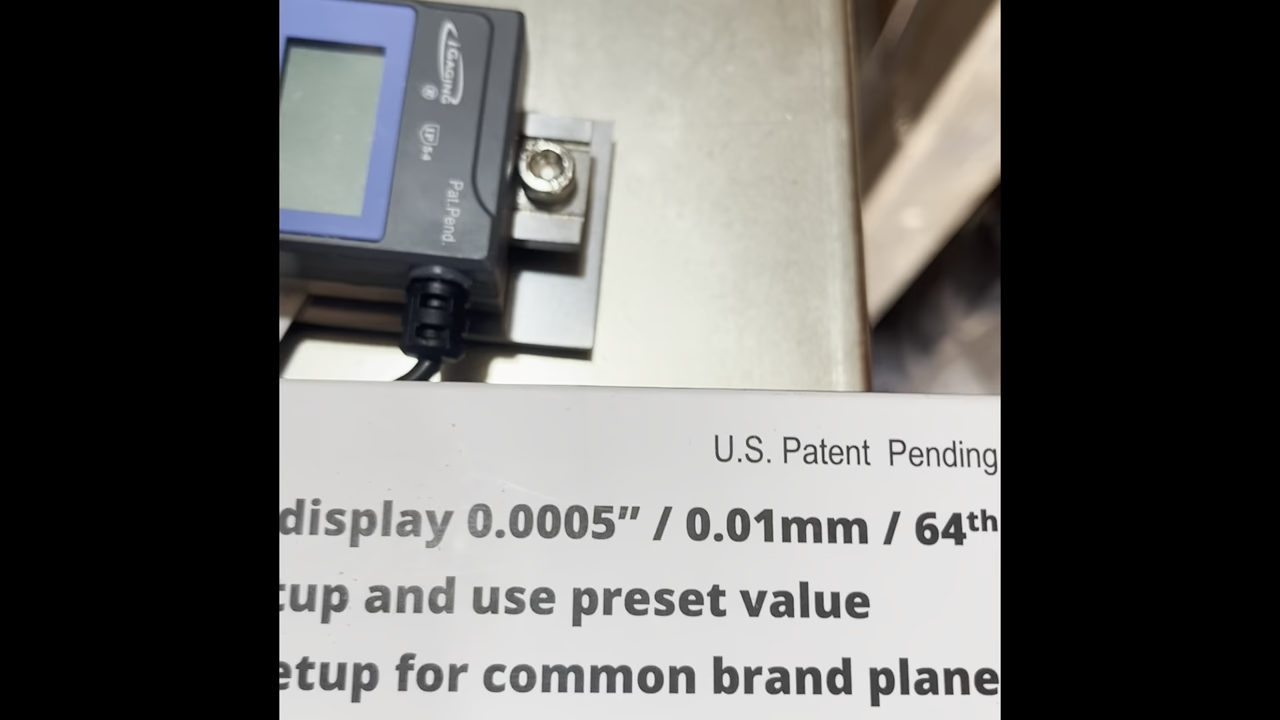 iGAGING
®
IP54
Pat.Pend.
U.S. Patent Pending
display 0.0005” / 0.01mm / 64th
tup and use preset value
etup for common brand plane